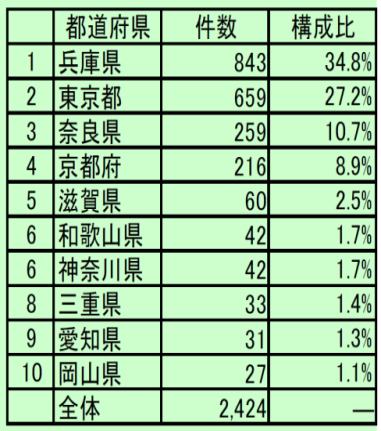 都道府県 件数 構成比
1 兵庫県 843 34.8%
2 東京都 659 27.2%
3 奈良県 259 10.7%
4 京都府 216 8.9%
5 滋賀県 60 2.5%
6 和歌山県 42 1.7%
6 神奈川県 42 1.7%
8 三重県 33 1.4%
9 愛知県 31 1.3%
10 岡山県 27 1.1%
全体 2,424 ―